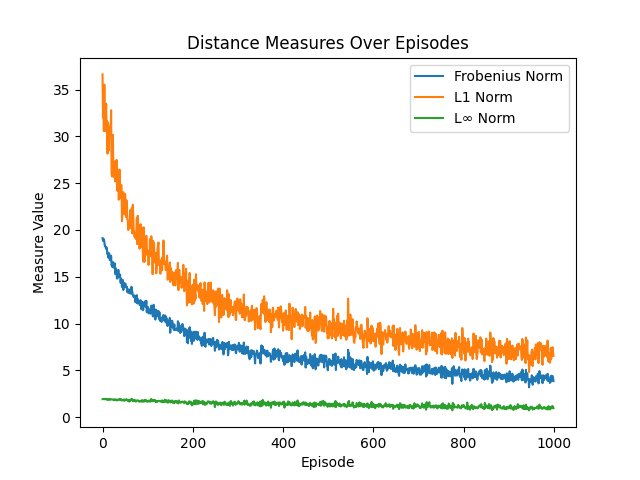 Distance Measures Over Episodes
Frobenius Norm
L1 Norm
L∞ Norm
Measure Value
35
30
25
20
15
10
5
0
0 200 400 600 800 1000
Episode